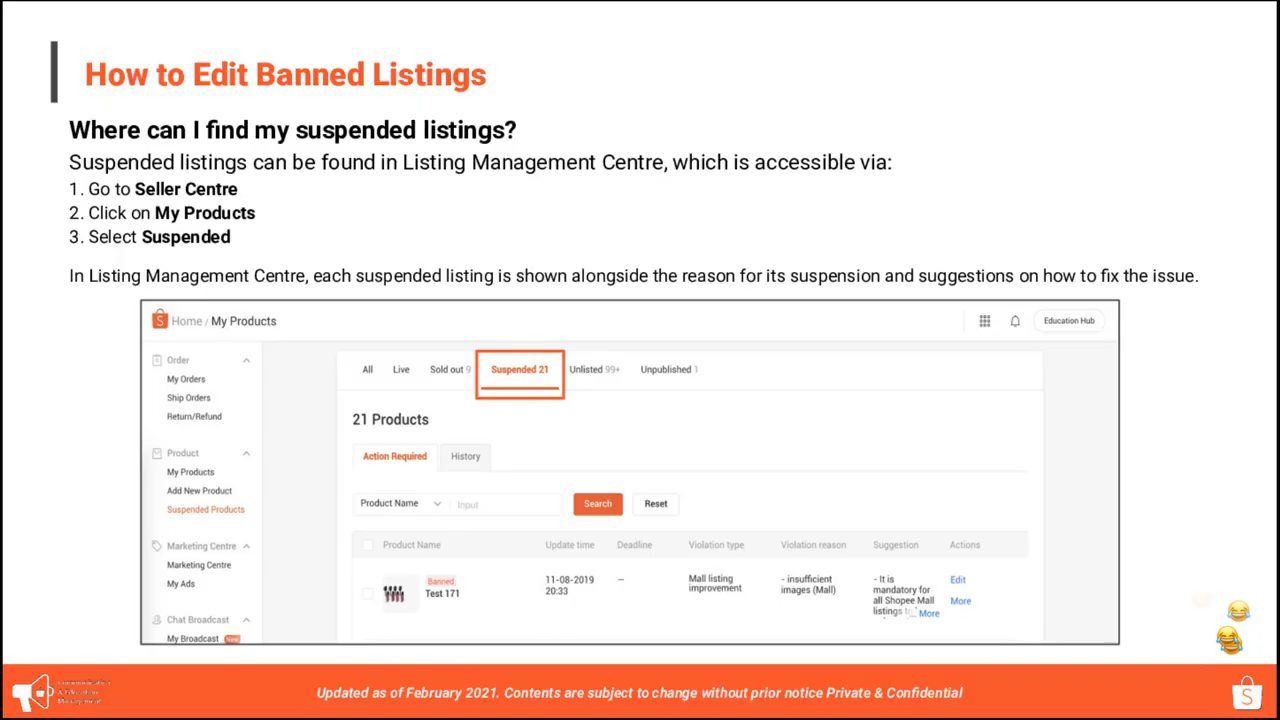 How to Edit Banned Listings
Where can I find my suspended listings?
Suspended listings can be found in Listing Management Centre, which is accessible via:
1. Go to Seller Centre
2. Click on My Products
3. Select Suspended
In Listing Management Centre, each suspended listing is shown alongside the reason for its suspension and suggestions on how to fix the issue.
S Home / My Products
Education Hub
Order
My Orders
Ship Orders
Return/Refund
Product
My Products
Add New Product
Suspended Products
Marketing Centre
Marketing Centre
My Ads
Chat Broadcast
My Broadcast New
All Live Sold out 9 Suspended 21 Unlisted 99+ Unpublished 1
21 Products
Action Required History
Product Name Input Search Reset
Product Name Update time Deadline Violation type Violation reason Suggestion Actions
Banned
Test 171
11-08-2019
20:33
--
Mall listing
improvement
- insufficient
images (Mall)
- It is
mandatory for
all Shopee Mall
listings ... More
Edit
More
Updated as of February 2021. Contents are subject to change without prior notice Private & Confidential
S